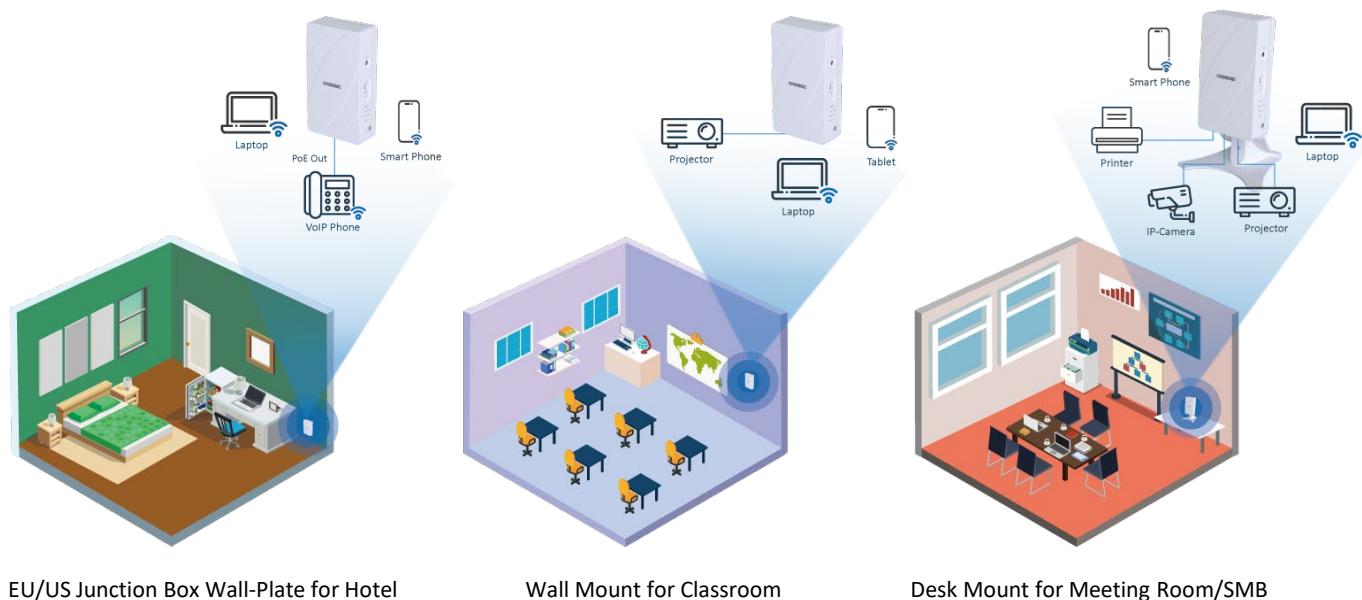 Laptop
PoE Out
Smart Phone
VoIP Phone
Projector
Tablet
Laptop
Smart Phone
Printer
Laptop
IP-Camera
Projector
EU/US Junction Box Wall-Plate for Hotel
Wall Mount for Classroom
Desk Mount for Meeting Room/SMB